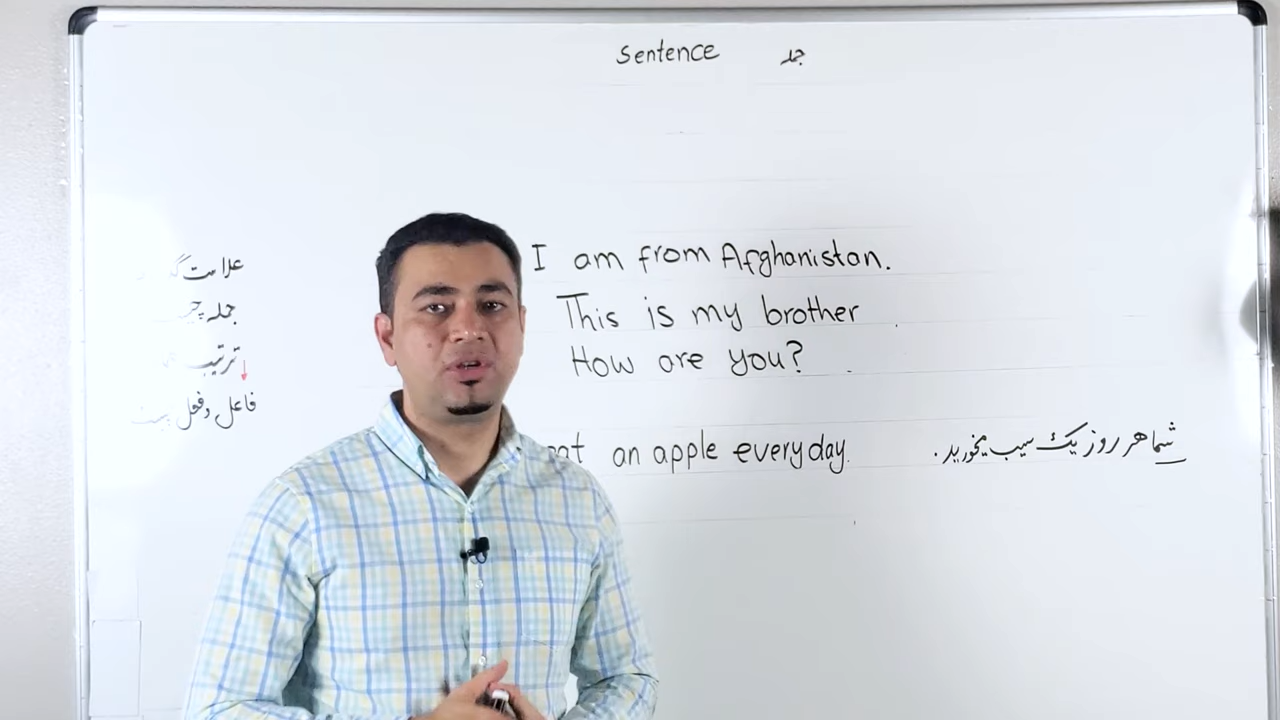 Sentence جمله
علامت
جمله
ترتیب
فاعل و فعل
I am from Afghanistan.
This is my brother
How are you?
eat an apple everyday.
شما هر روز یک سیب میخورید.